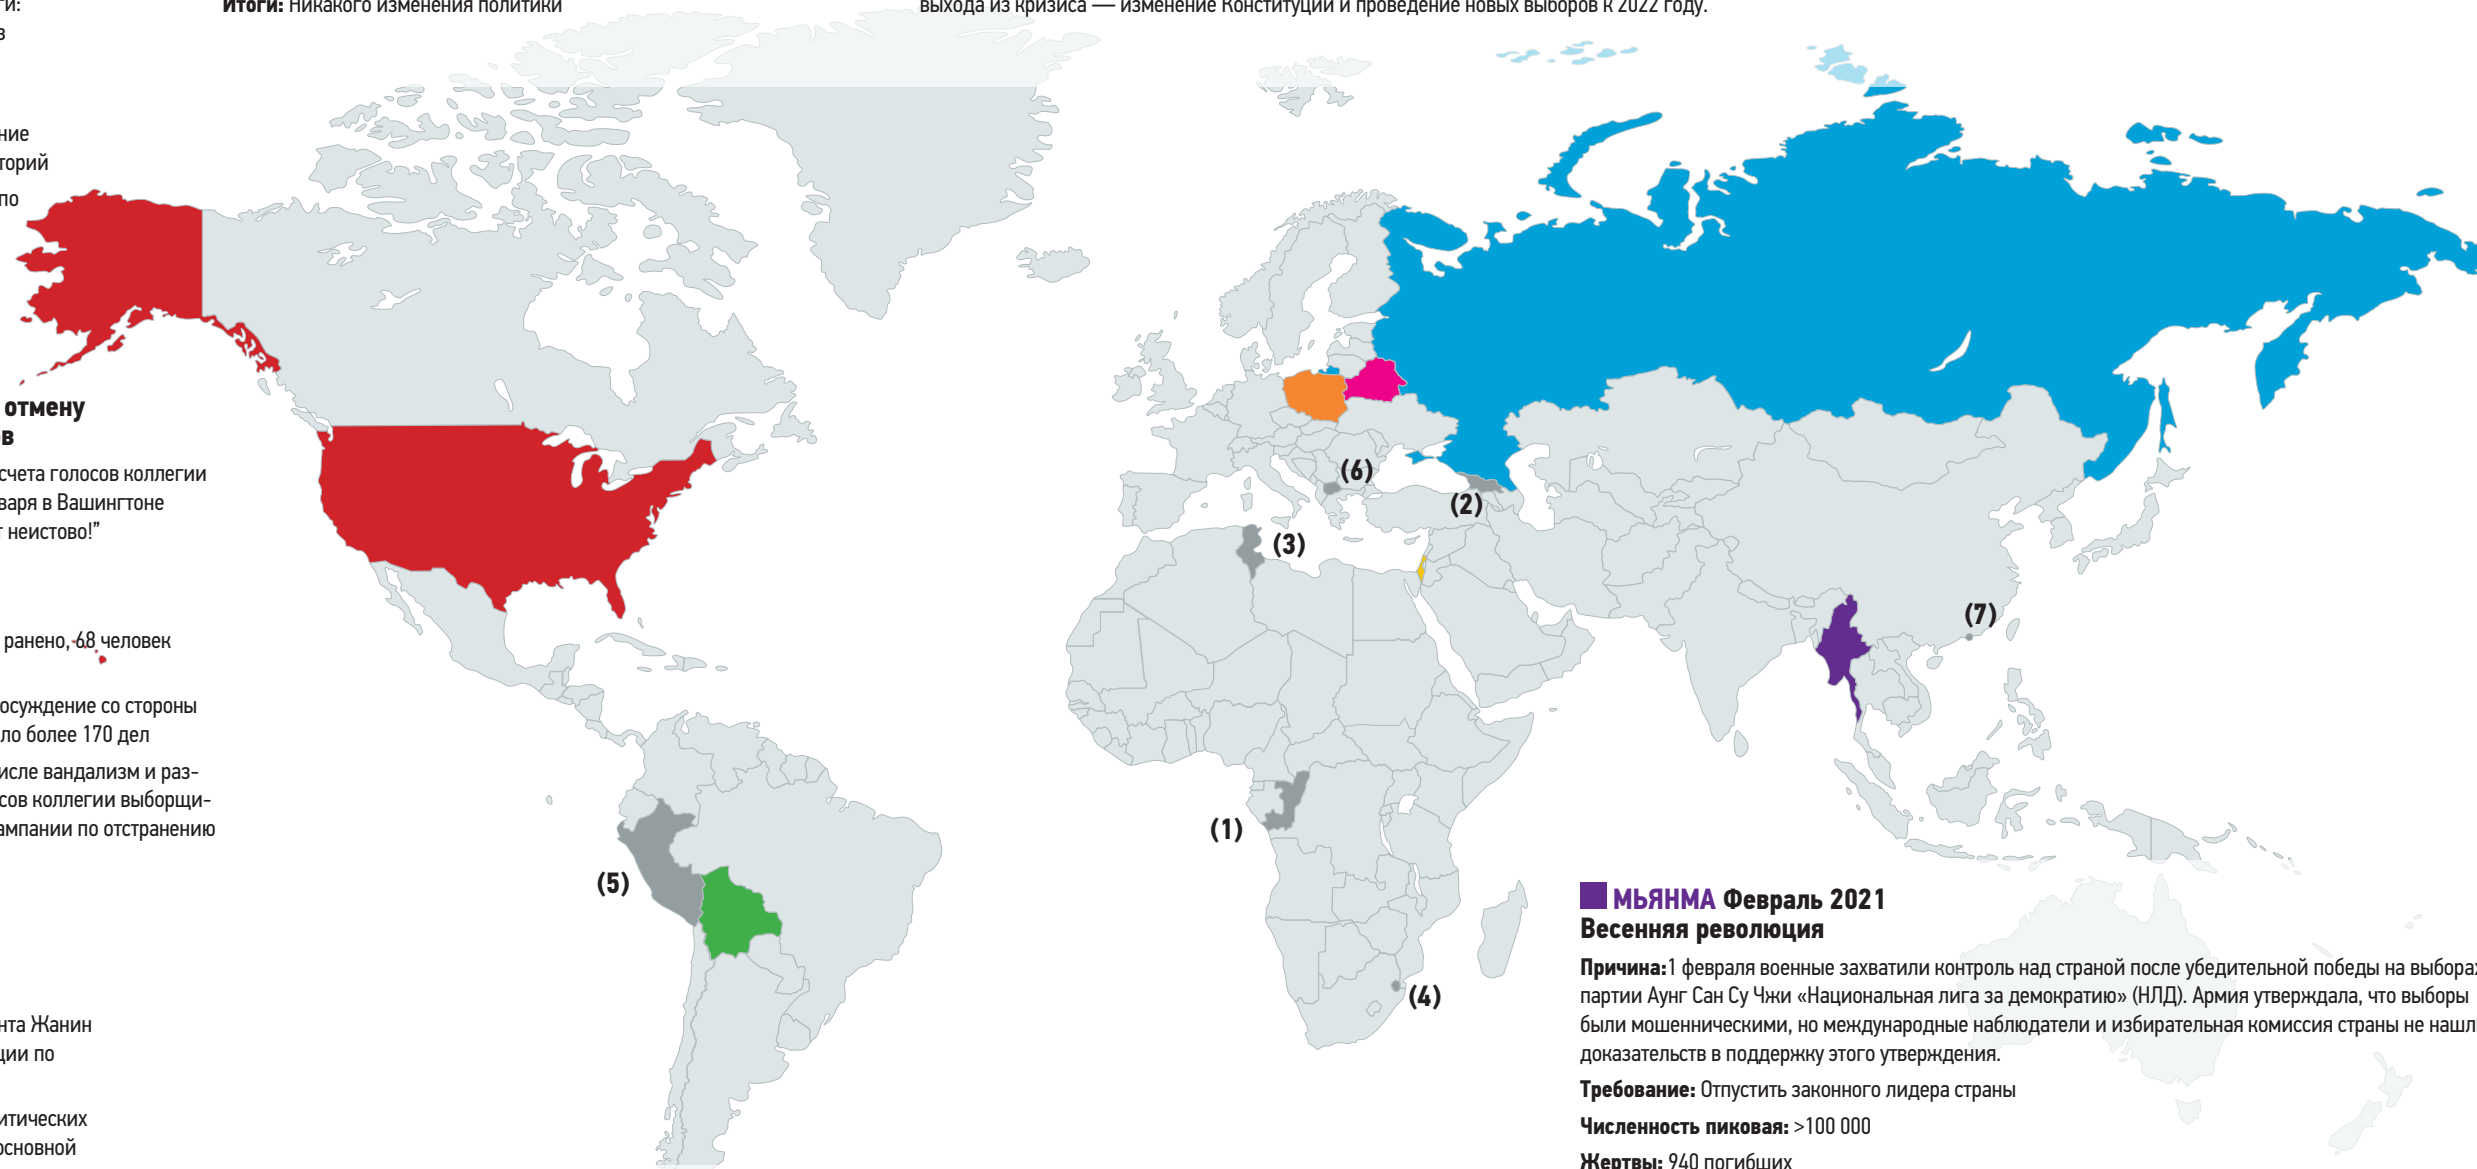 ги:
в
Итоги: Никакого изменения политики
выхода из кризиса — изменение Конституции и проведение новых выборов к 2022 году.
ние
торий
по
отмену
ов
счета голосов коллегии
варя в Вашингтоне
т неистово!”
ранено, 68 человек
осуждение со стороны
ло более 170 дел
исле вандализм и раз-
сов коллегии выборщи-
ампании по отстранению
нта Жанин
ции по
итических
основной
(6)
(2)
(3)
(7)
(1)
(5)
(4)
МЬЯНМА Февраль 2021
Весенняя революция
Причина:1 февраля военные захватили контроль над страной после убедительной победы на выборах
партии Аунг Сан Су Чжи «Национальная лига за демократию» (НЛД). Армия утверждала, что выборы
были мошенническими, но международные наблюдатели и избирательная комиссия страны не нашл
доказательств в поддержку этого утверждения.
Требование: Отпустить законного лидера страны
Численность пиковая: >100 000
Жертвы: 940 погибших